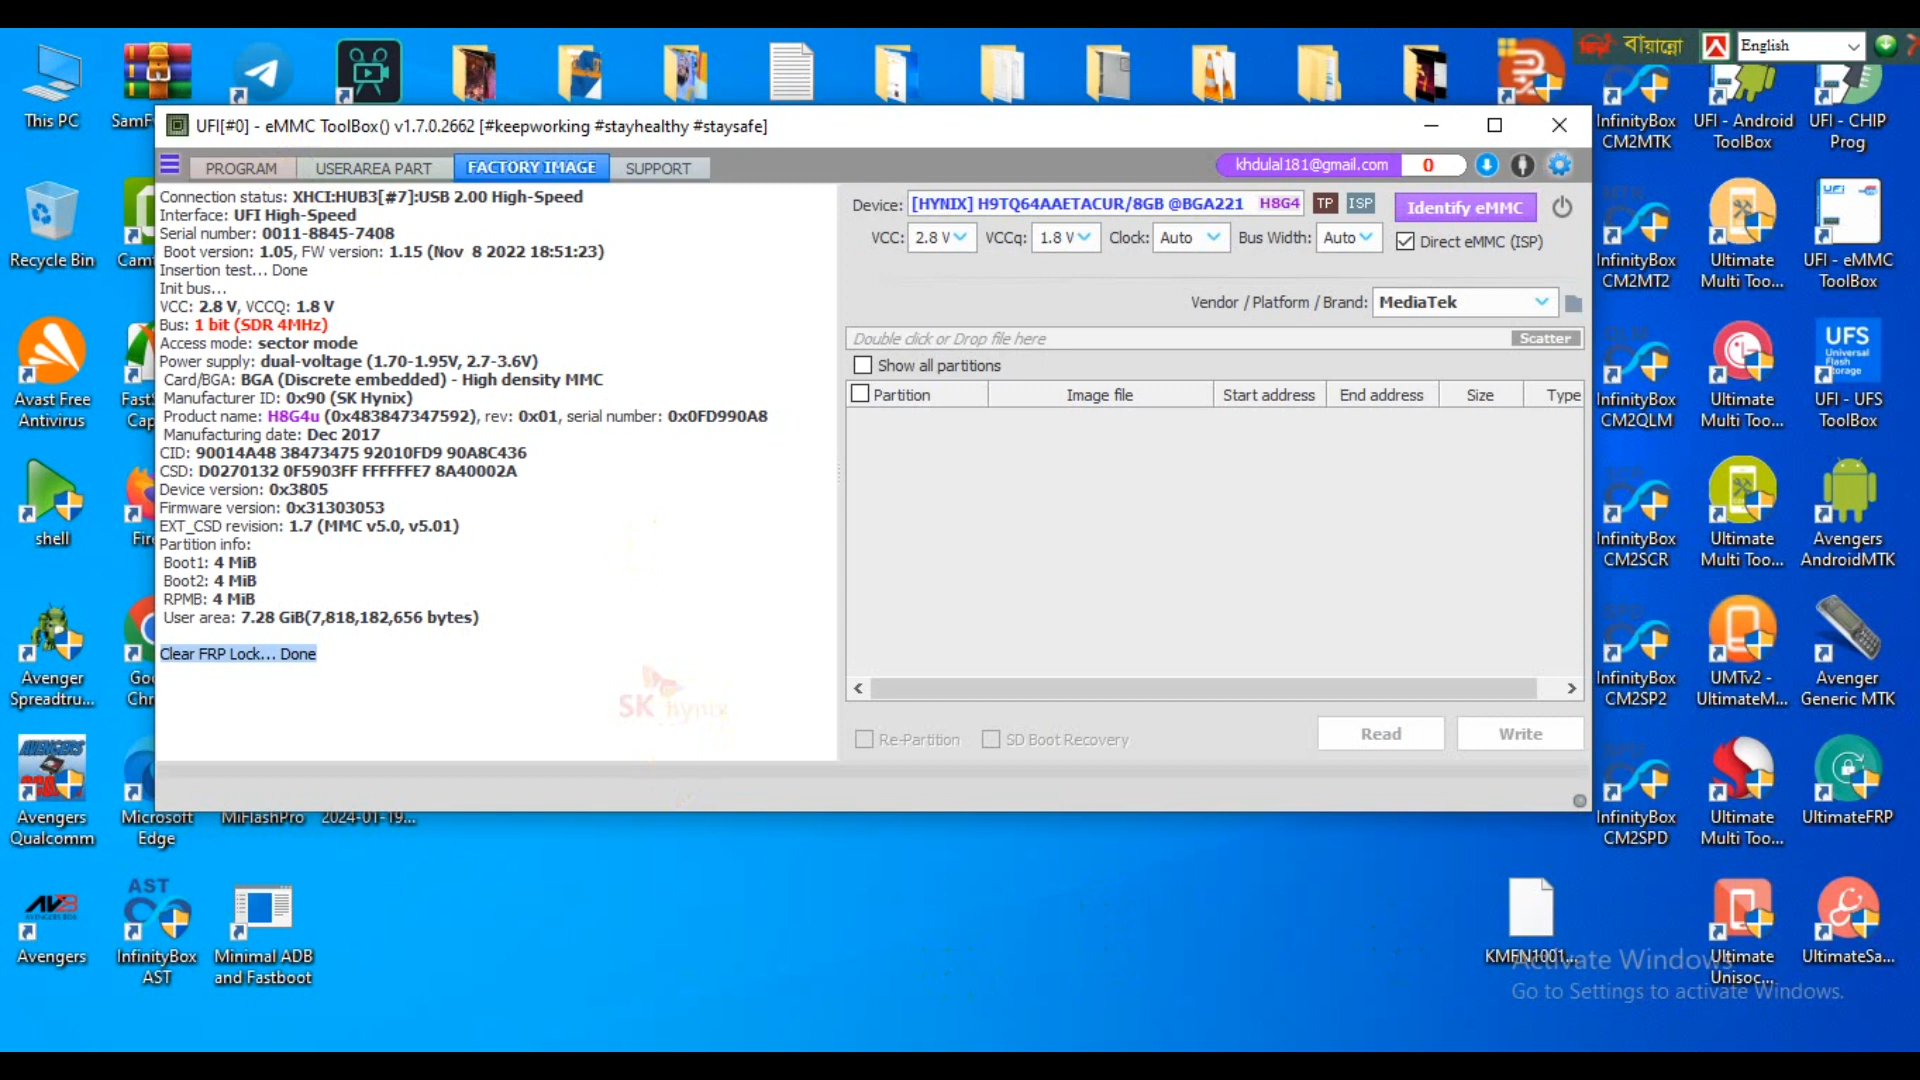 বাঁয়ান্নো
English
This PC
UFI[#0] - eMMC ToolBox() v1.7.0.2662 [#keepworking #stayhealthy #staysafe]
PROGRAM
USERAREA PART
FACTORY IMAGE
SUPPORT
khdulal181@gmail.com
0
Connection status: XHCI:HUB3[#7]:USB 2.00 High-Speed
Interface: UFI High-Speed
Serial number: 0011-8845-7408
Boot version: 1.05, FW version: 1.15 (Nov  8 2022 18:51:23)
Insertion test... Done
Init bus...
VCC: 2.8 V, VCCQ: 1.8 V
Bus: 1 bit (SDR 4MHz)
Access mode: sector mode
Power supply: dual-voltage (1.70-1.95V, 2.7-3.6V)
Card/BGA: BGA (Discrete embedded) - High density MMC
Manufacturer ID: 0x90 (SK Hynix)
Product name: H8G4u (0x483847347592), rev: 0x01, serial number: 0x0FD990A8
Manufacturing date: Dec 2017
CID: 90014A48 38473475 92010FD9 90A8C436
CSD: D0270132 0F5903FF FFFFFFE7 8A40002A
Device version: 0x3805
Firmware version: 0x31303053
EXT_CSD revision: 1.7 (MMC v5.0, v5.01)
Partition info:
Boot1: 4 MiB
Boot2: 4 MiB
RPMB: 4 MiB
User area: 7.28 GiB(7,818,182,656 bytes)
Clear FRP Lock... Done
SK hynix
Device: [HYNIX] H9TQ64AAETACUR/8GB @BGA221 H8G4 TP ISP
Identify eMMC
VCC: 2.8 V VCCq: 1.8 V Clock: Auto Bus Width: Auto Direct eMMC (ISP)
Vendor / Platform / Brand: MediaTek
Double click or Drop file here
Scatter
Show all partitions
Partition Image file Start address End address Size Type
Re-Partition SD Boot Recovery
Read
Write
Recycle Bin
Avast Free
Antivirus
shell
Avenger
Spreadtru...
Avengers
Qualcomm
Microsoft
Edge
MiFlashPro
2024-01-19...
AVENGERS
Avengers
AST
InfinityBox
AST
Minimal ADB
and Fastboot
InfinityBox
CM2MTK
UFI - Android
ToolBox
UFI - CHIP
Prog
InfinityBox
CM2MT2
Ultimate
Multi Too...
UFI - eMMC
ToolBox
InfinityBox
CM2QLM
Ultimate
Multi Too...
UFS
Universal
Flash
Storage
UFI - UFS
ToolBox
InfinityBox
CM2SCR
Ultimate
Multi Too...
Avengers
AndroidMTK
InfinityBox
CM2SP2
UMTv2 -
UltimateM...
Avenger
Generic MTK
InfinityBox
CM2SPD
Ultimate
Multi Too...
UltimateFRP
KMFN1001...
Ultimate
Unisoc...
UltimateSa...
Activate Windows
Go to Settings to activate Windows.